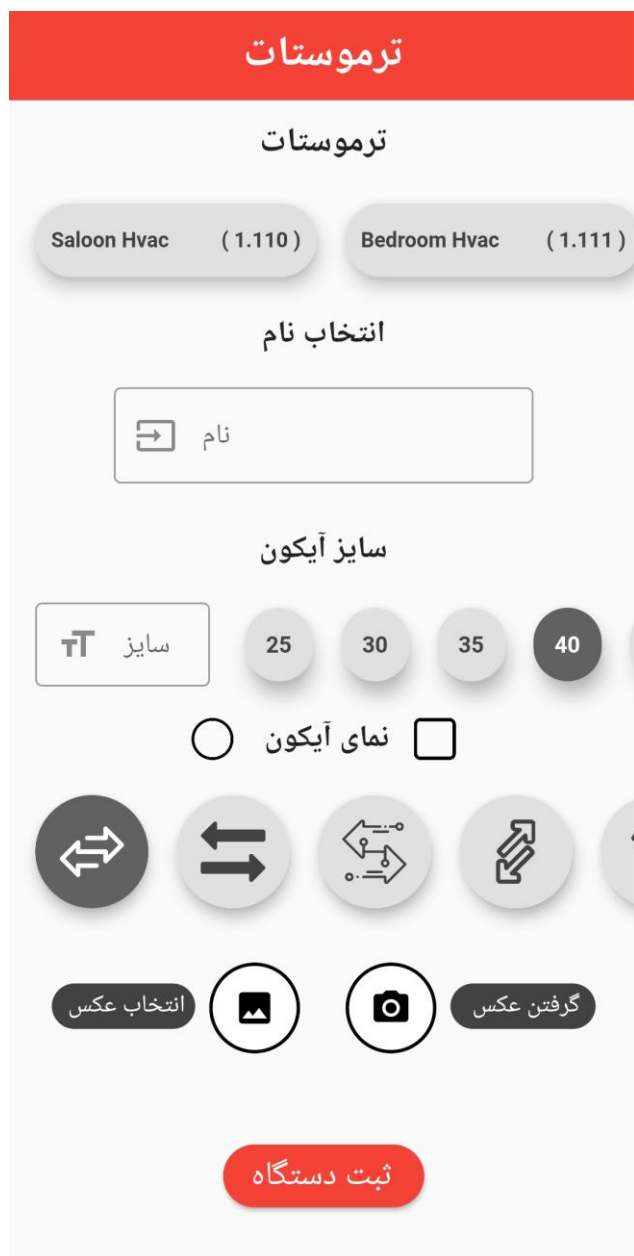 ترموستات
ترموستات
Saloon Hvac ( 1.110 ) Bedroom Hvac ( 1.111 )
انتخاب نام
نام
سایز آیکون
سایز 25 30 35 40
نمای آیکون
انتخاب عکس گرفتن عکس
ثبت دستگاه